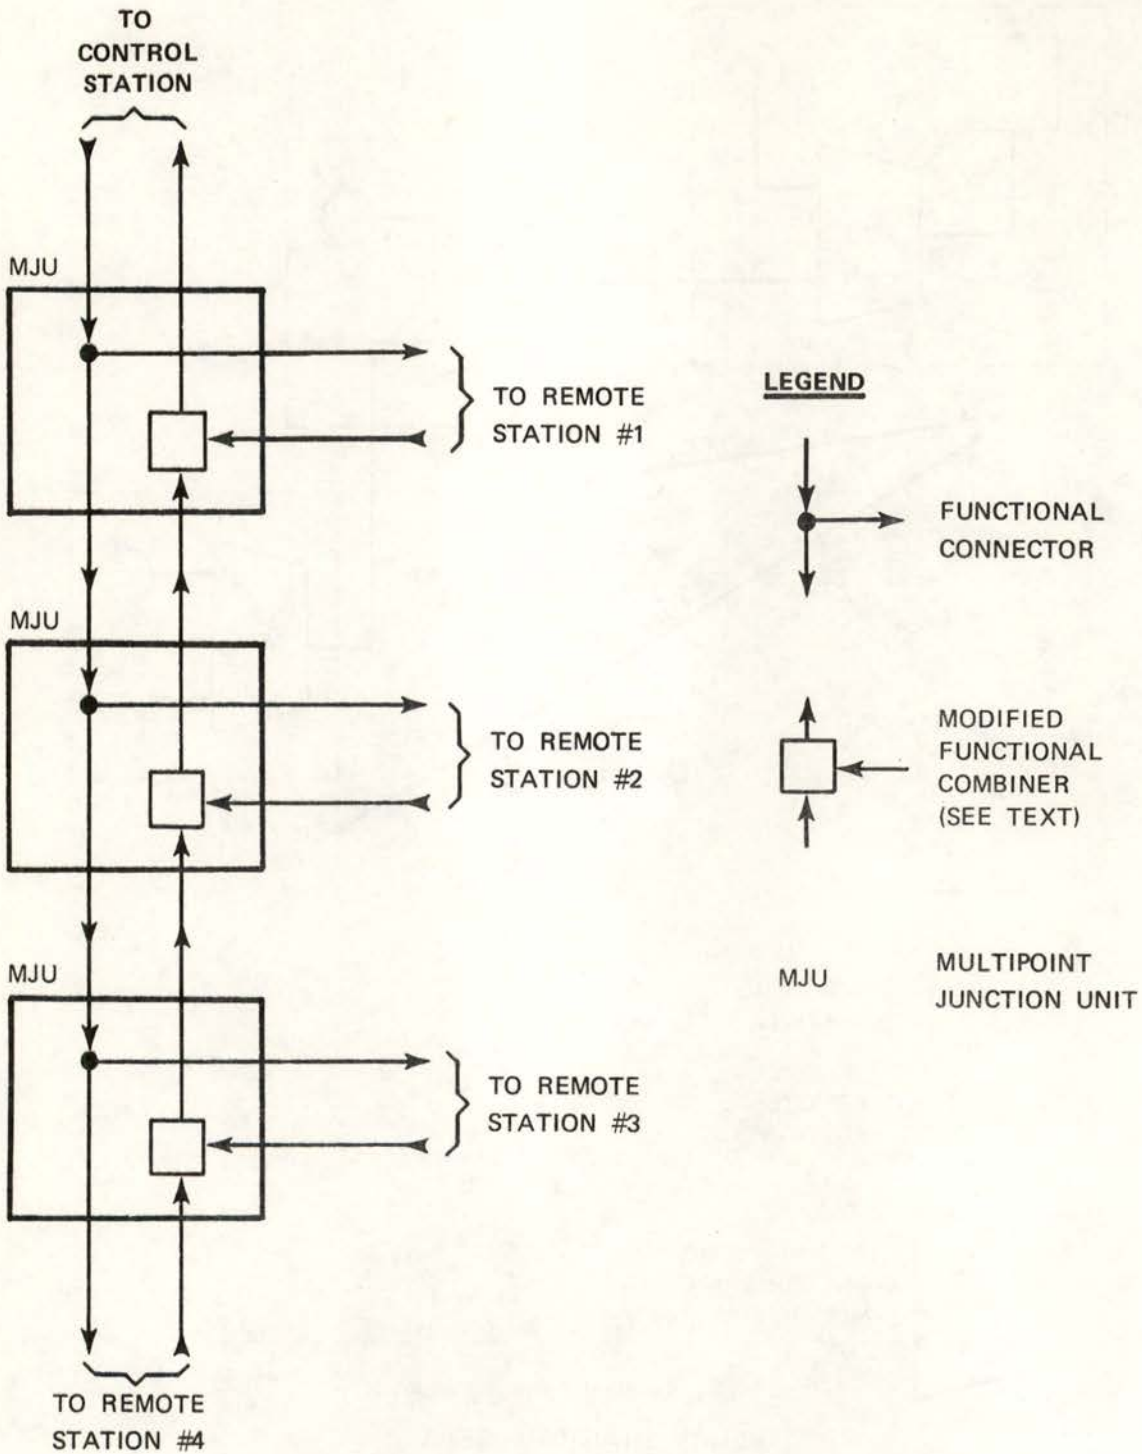 TO
CONTROL
STATION
MJU
TO REMOTE
STATION #1
MJU
TO REMOTE
STATION #2
MJU
TO REMOTE
STATION #3
TO REMOTE
STATION #4
LEGEND
FUNCTIONAL
CONNECTOR
MODIFIED
FUNCTIONAL
COMBINER
(SEE TEXT)
MJU
MULTIPOINT
JUNCTION UNIT